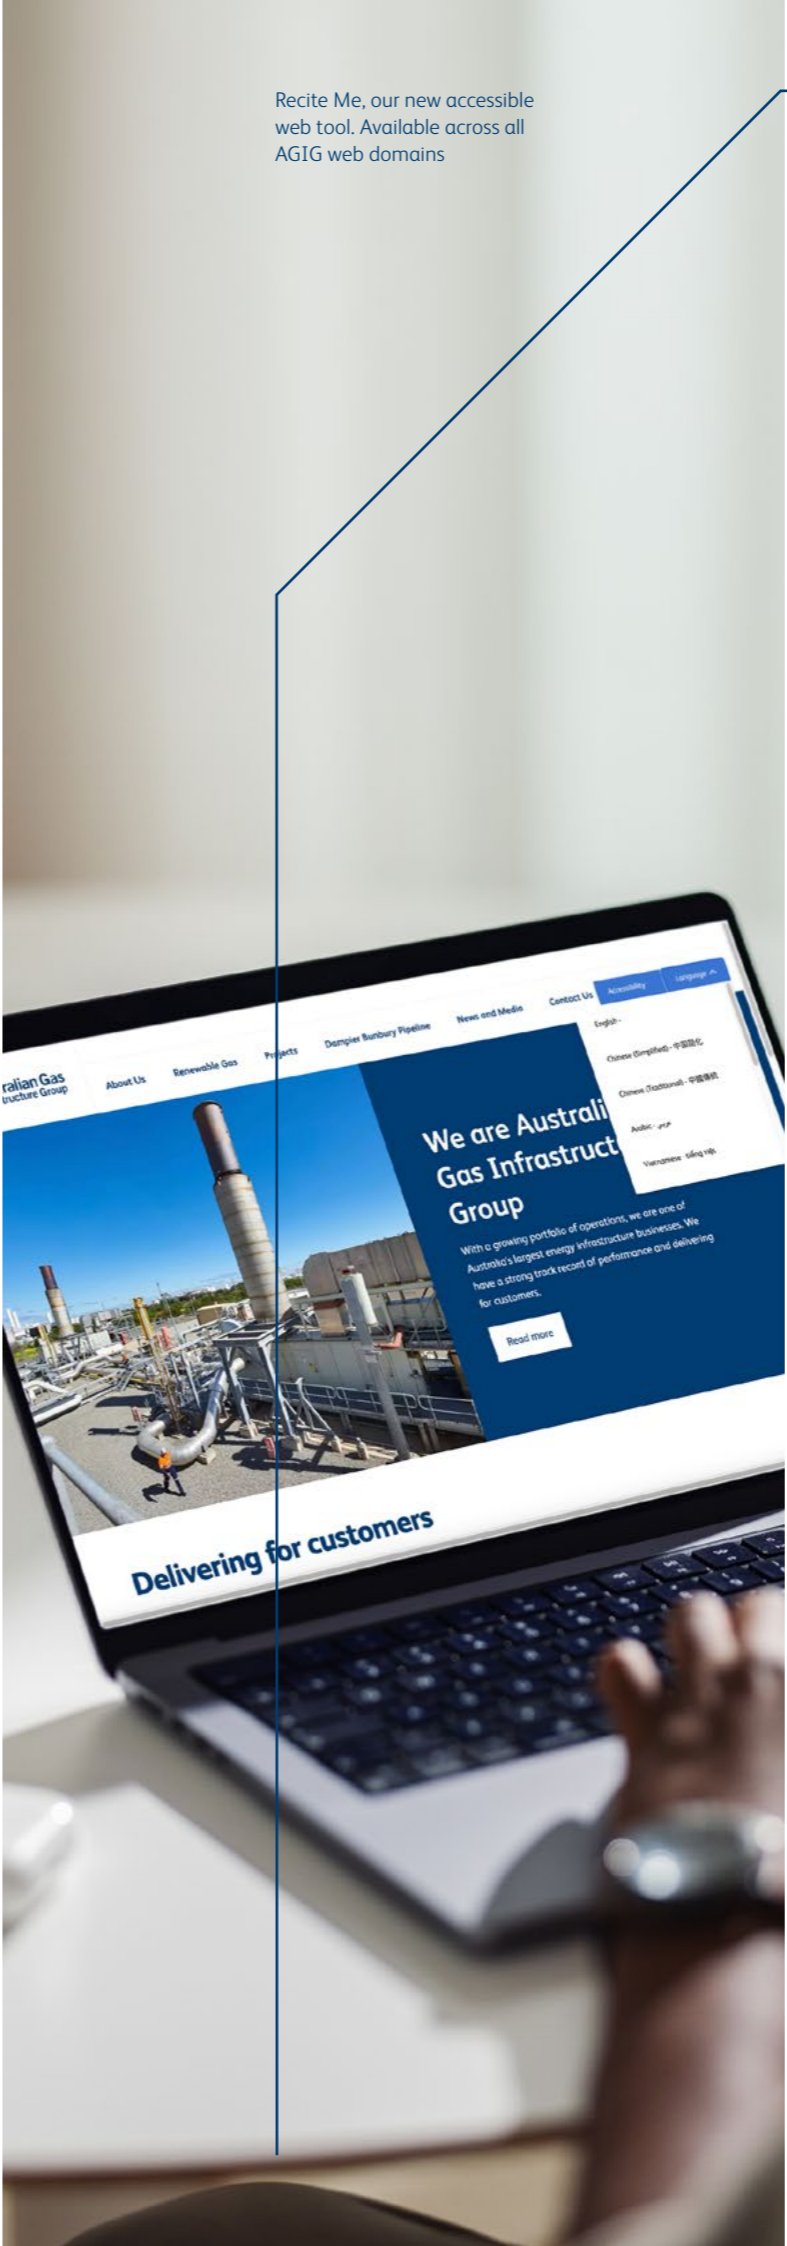 Recite Me, our new accessible
web tool. Available across all
AGIG web domains
ralian Gas
tructure Group
About Us
Renewable Gas
Projects
Dampier Bunbury Pipeline
News and Media
Contact Us
Accessibility
Language
English -
Chinese (Simplified) -
Chinese (Traditional) -
Arabic -
Vietnamese - tiếng việt
We are Australi
Gas Infrastruct
Group
With a growing portfolio of operations, we are one of
Australia's largest energy infrastructure businesses. We
have a strong track record of performance and delivering
for customers.
Read more
Delivering for customers